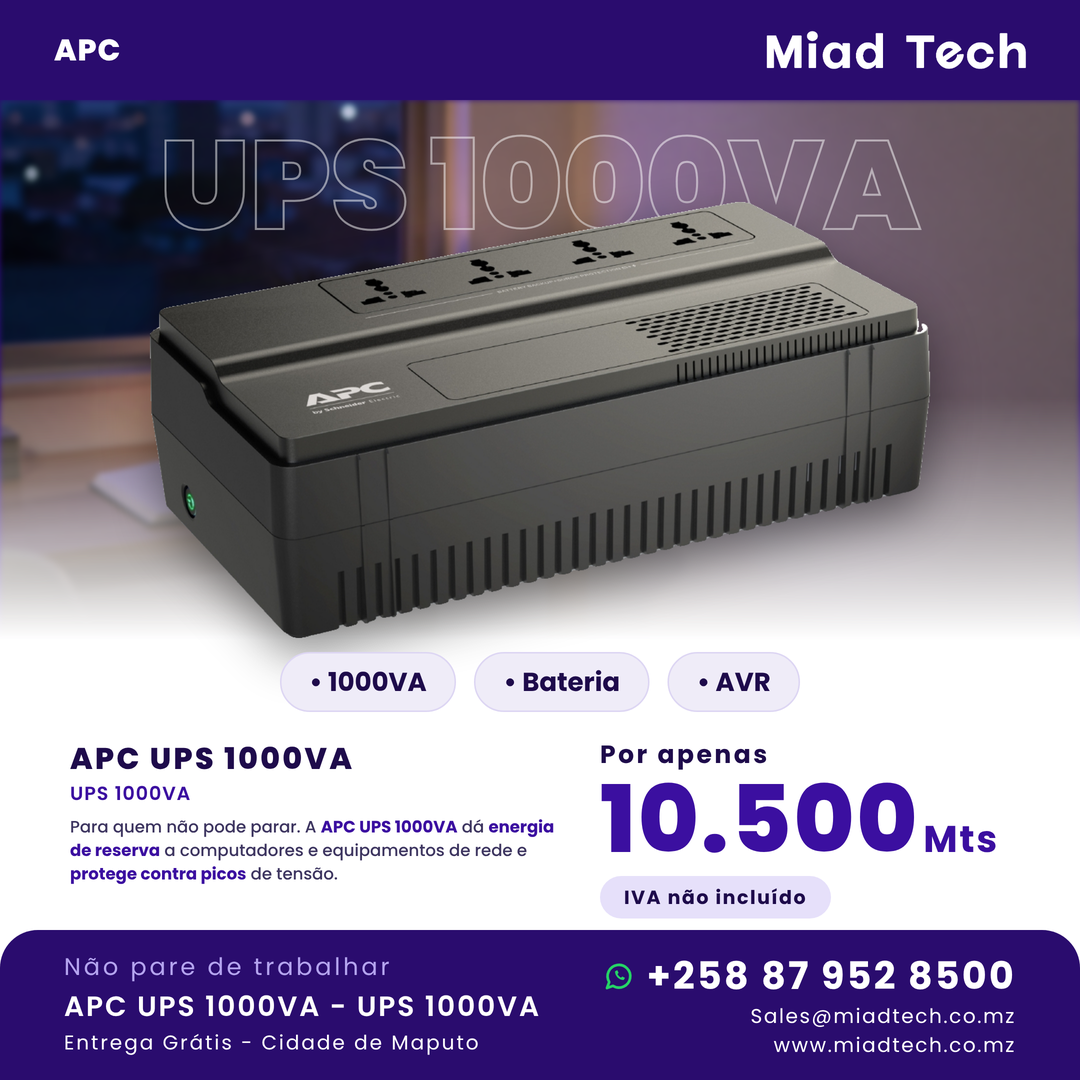 APC
Miad Tech
UPS 1000VA
APC
by Schneider Electric
• 1000VA
• Bateria
• AVR
APC UPS 1000VA
UPS 1000VA
Para quem não pode parar. A APC UPS 1000VA dá energia
de reserva a computadores e equipamentos de rede e
protege contra picos de tensão.
Por apenas
10.500 Mts
IVA não incluído
Não pare de trabalhar
APC UPS 1000VA - UPS 1000VA
Entrega Grátis - Cidade de Maputo
+258 87 952 8500
Sales@miadtech.co.mz
www.miadtech.co.mz